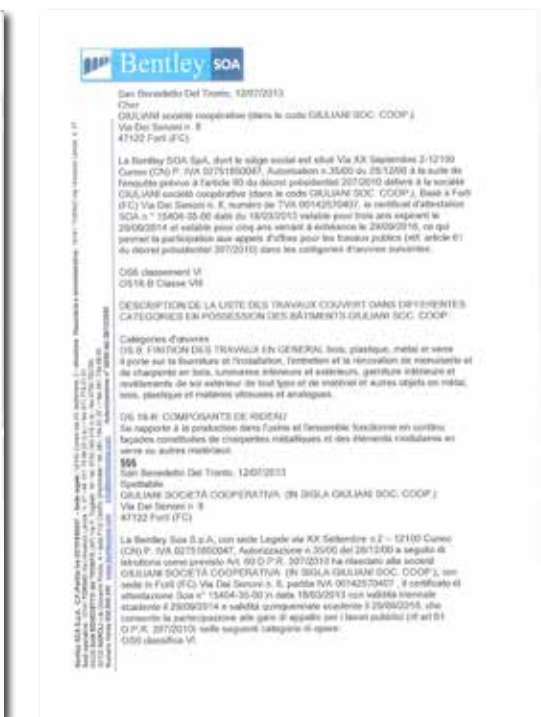 Bentley SOA
San Benedetto Del Tronto, 12/07/2013
Cher
GIULIANI société coopérative (dans le code GIULIANI SOC. COOP.)
Via Dei Senoni n. 8
47122 Forlì (FC)
La Bentley SOA SpA, dont le siège social est situé Via XX Septembre 2-12100
Cuneo (CN) P. IVA 02751850047, Autorisation n.35/00 du 28/12/00 à la suite de
l'enquête prévue à l'article 60 du décret présidentiel 207/2010 délivré à la société
GIULIANI société coopérative (dans le code GIULIANI SOC. COOP.), Basé à Forlì
(FC) Via Dei Senoni n. 8, numéro de TVA 00142570407, le certificat d'attestation
SOA n ° 15404-35-00 daté du 18/03/2013 valable pour trois ans expirant le
29/09/2014 et valable pour cinq ans venant à échéance le 29/09/2016, ce qui
permet la participation aux appels d'offres pour les travaux publics (réf. article 61
du décret présidentiel 207/2010) dans les catégories d'œuvres suivantes:
OS6 classement VI
OS18-B Classe VIII
DESCRIPTION DE LA LISTE DES TRAVAUX COUVERT DANS DIFFERENTES
CATEGORIES EN POSSESSION DES BÂTIMENTS GIULIANI SOC. COOP.
Catégories d'œuvres
OS 6: FINITION DES TRAVAUX EN GENERAL bois, plastique, métal et verre
Il porte sur la fourniture et l'installation, l'entretien et la rénovation de menuiserie et
de charpente en bois, luminaires intérieurs et extérieurs, garniture intérieure et
revêtements de sol extérieur de tout type et de matériel et autres objets en métal,
bois, plastique et matières vitreuses et analogues.
OS 18-B: COMPOSANTS DE RIDEAU
Se rapporte à la production dans l'usine et l'ensemble fonctionne en continu
façades constituées de charpentes métalliques et des éléments modulaires en
verre ou autres matériaux.
§§§
San Benedetto Del Tronto, 12/07/2013
Spettabile
GIULIANI SOCIETÀ COOPERATIVA (IN SIGLA GIULIANI SOC. COOP.)
Via Dei Senoni n. 8
47122 Forlì (FC)
La Bentley Soa S.p.A, con sede Legale via XX Settembre n.2 – 12100 Cuneo
(CN) P. IVA 02751850047, Autorizzazione n.35/00 del 28/12/00 a seguito di
istruttoria come previsto Art. 60 D.P.R. 207/2010 ha rilasciato alla società
GIULIANI SOCIETÀ COOPERATIVA (IN SIGLA GIULIANI SOC. COOP.), con
sede in Forlì (FC) Via Dei Senoni n. 8, partita IVA 00142570407, il certificato di
attestazione Soa n° 15404-35-00 in data 18/03/2013 con validità triennale
scadente il 29/09/2014 e validità quinquennale scadente il 29/09/2016, che
consente la partecipazione alle gare di appalto per i lavori pubblici (rif art 61
D.P.R. 207/2010) nelle seguenti categorie di opere:
OS6 classifica VI